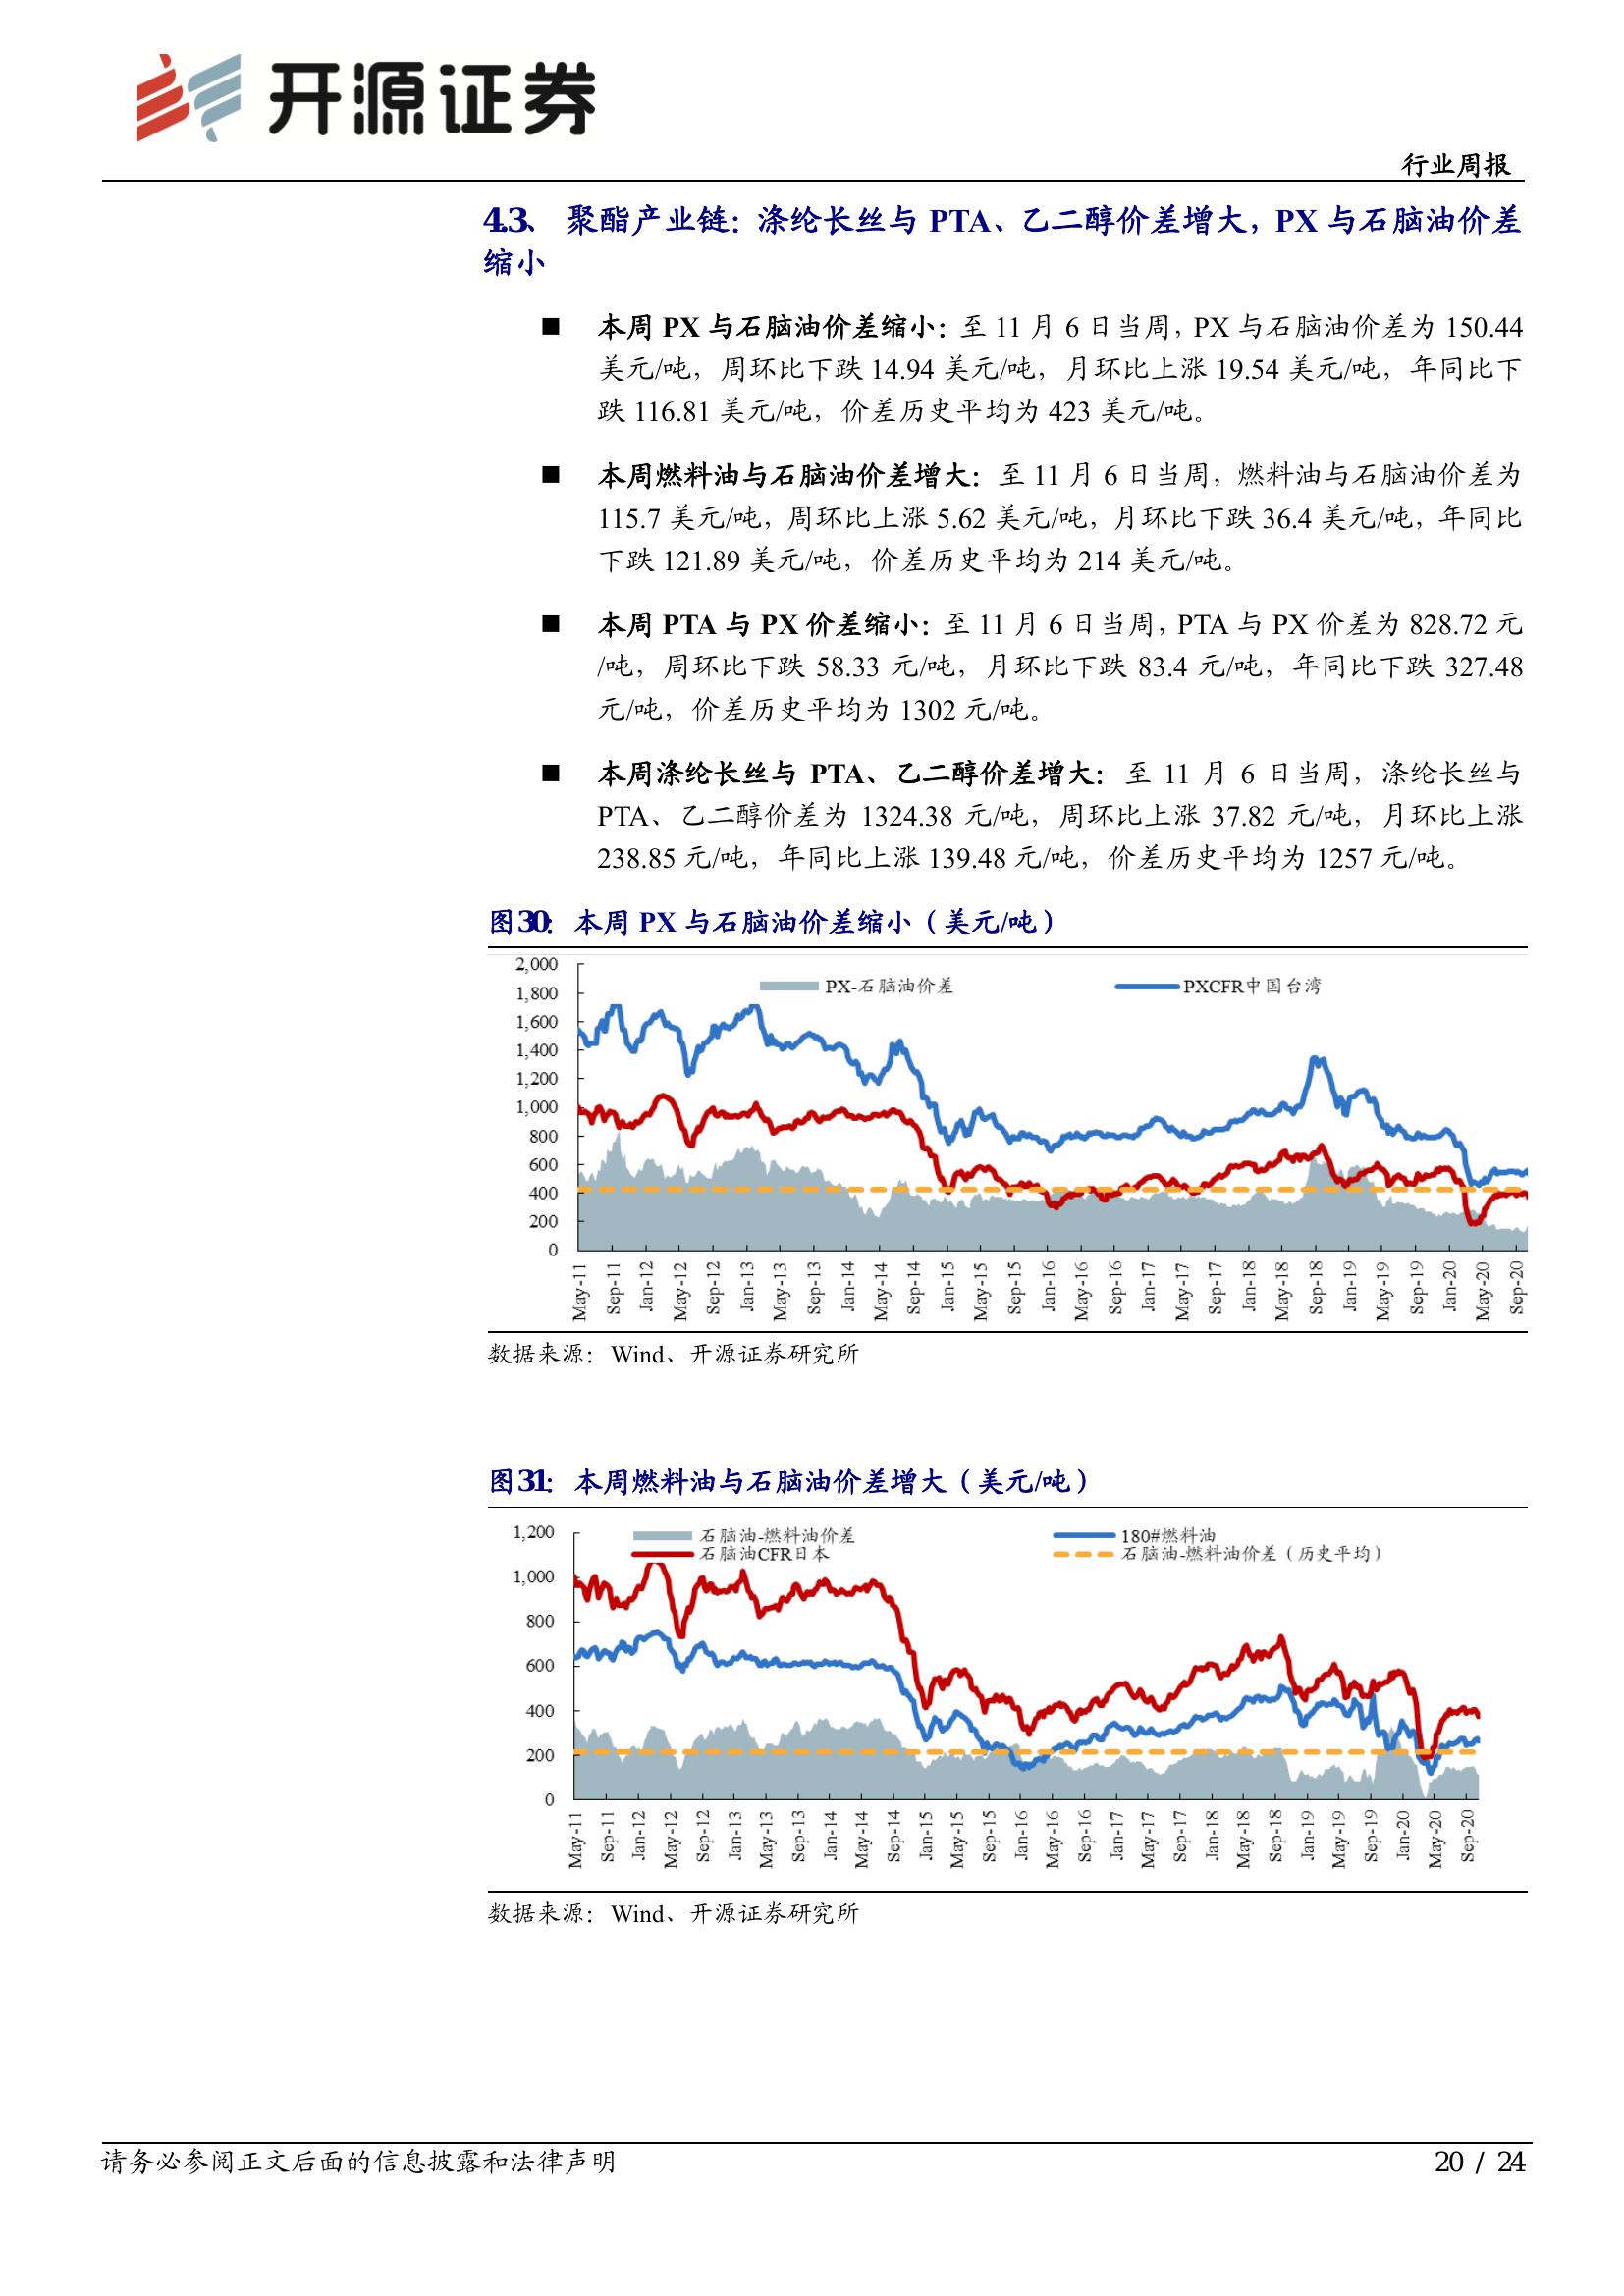 开源证券
行业周报
4.3、 聚酯产业链：涤纶长丝与 PTA、乙二醇价差增大，PX 与石脑油价差
缩小
■ 本周 PX 与石脑油价差缩小：至 11 月 6 日当周，PX 与石脑油价差为 150.44
美元/吨，周环比下跌 14.94 美元/吨，月环比上涨 19.54 美元/吨，年同比下
跌 116.81 美元/吨，价差历史平均为 423 美元/吨。
■ 本周燃料油与石脑油价差增大：至 11 月 6 日当周，燃料油与石脑油价差为
115.7 美元/吨，周环比上涨 5.62 美元/吨，月环比下跌 36.4 美元/吨，年同比
下跌 121.89 美元/吨，价差历史平均为 214 美元/吨。
■ 本周 PTA 与 PX 价差缩小：至 11 月 6 日当周，PTA 与 PX 价差为 828.72 元
/吨，周环比下跌 58.33 元/吨，月环比下跌 83.4 元/吨，年同比下跌 327.48
元/吨，价差历史平均为 1302 元/吨。
■ 本周涤纶长丝与 PTA、乙二醇价差增大：至 11 月 6 日当周，涤纶长丝与
PTA、乙二醇价差为 1324.38 元/吨，周环比上涨 37.82 元/吨，月环比上涨
238.85 元/吨，年同比上涨 139.48 元/吨，价差历史平均为 1257 元/吨。
图30： 本周 PX 与石脑油价差缩小（美元/吨）
PX-石脑油价差 PXCFR中国台湾
2,000
1,800
1,600
1,400
1,200
1,000
800
600
400
200
0
May-11 Sep-11 Jan-12 May-12 Sep-12 Jan-13 May-13 Sep-13 Jan-14 May-14 Sep-14 Jan-15 May-15 Sep-15 Jan-16 May-16 Sep-16 Jan-17 May-17 Sep-17 Jan-18 May-18 Sep-18 Jan-19 May-19 Sep-19 Jan-20 May-20 Sep-20
数据来源：Wind、开源证券研究所
图31： 本周燃料油与石脑油价差增大（美元/吨）
石脑油-燃料油价差 180#燃料油
石脑油CFR日本 石脑油-燃料油价差（历史平均）
1,200
1,000
800
600
400
200
0
May-11 Sep-11 Jan-12 May-12 Sep-12 Jan-13 May-13 Sep-13 Jan-14 May-14 Sep-14 Jan-15 May-15 Sep-15 Jan-16 May-16 Sep-16 Jan-17 May-17 Sep-17 Jan-18 May-18 Sep-18 Jan-19 May-19 Sep-19 Jan-20 May-20 Sep-20
数据来源：Wind、开源证券研究所
请务必参阅正文后面的信息披露和法律声明
20 / 24